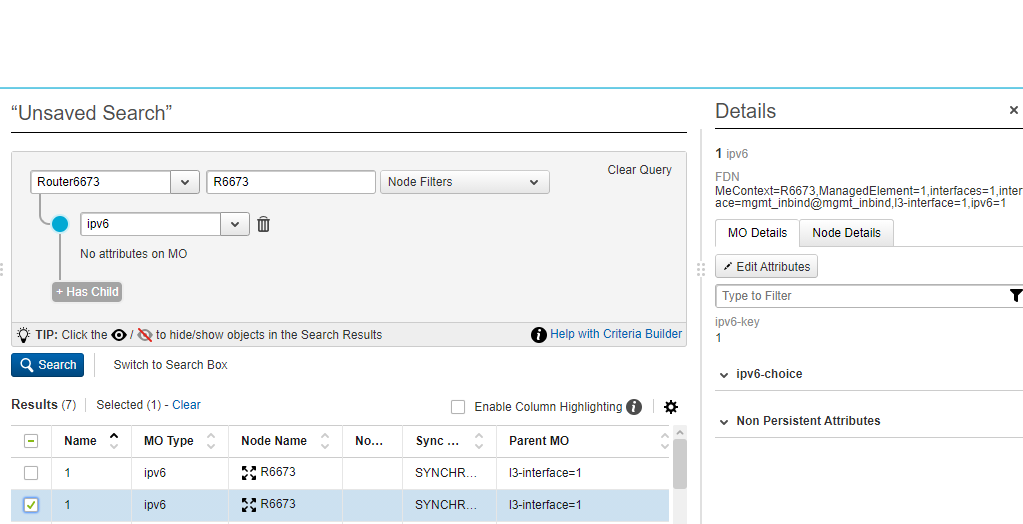 “Unsaved Search”
Router6673
R6673
Node Filters
Clear Query
ipv6
No attributes on MO
+ Has Child
TIP: Click the / to hide/show objects in the Search Results
Help with Criteria Builder
Search
Switch to Search Box
Results (7)
Selected (1) - Clear
Enable Column Highlighting
Name MO Type Node Name No... Sync ... Parent MO
1 ipv6 R6673 SYNCHR... l3-interface=1
1 ipv6 R6673 SYNCHR... l3-interface=1
Details
×
1 ipv6
FDN
MeContext=R6673,ManagedElement=1,interfaces=1,inter
ace=mgmt_inbind@mgmt_inbind,l3-interface=1,ipv6=1
MO Details
Node Details
Edit Attributes
Type to Filter
ipv6-key
1
ipv6-choice
Non Persistent Attributes